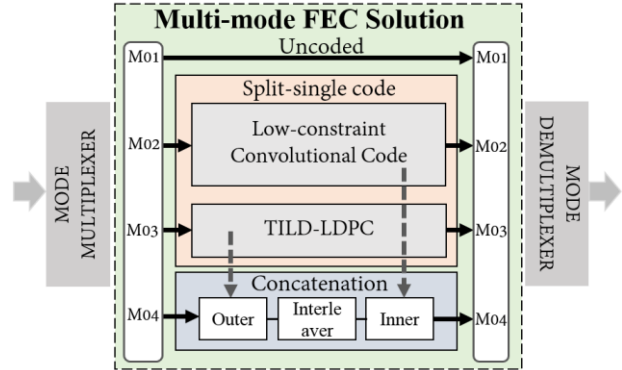 Multi-mode FEC Solution
Uncoded
M01
M01
Split-single code
Low-constraint
Convolutional Code
M02
M02
MODE
MULTIPLEXER
MODE
DEMULTIPLEXER
TILD-LDPC
M03
M03
Concatenation
M04
Outer
Interle
aver
Inner
M04